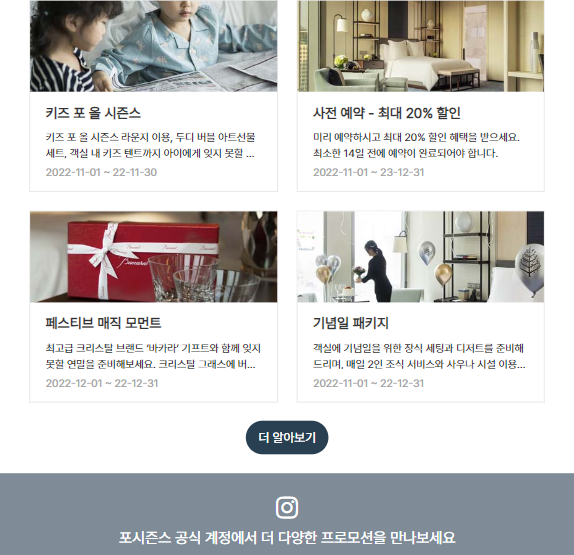 키즈 포 올 시즌스
키즈 포 올 시즌스 라운지 이용, 두디 버블 아트선물
세트, 객실 내 키즈 텐트까지 아이에게 잊지 못할 ...
2022-11-01 ~ 22-11-30
사전 예약 - 최대 20% 할인
미리 예약하시고 최대 20% 할인 혜택을 받으세요.
최소한 14일 전에 예약이 완료되어야 합니다.
2022-11-01 ~ 23-12-31
Baccarat
페스티브 매직 모먼트
최고급 크리스탈 브랜드 ‘바카라’ 기프트와 함께 잊지
못할 연말을 준비해보세요. 크리스탈 그래스에 버...
2022-12-01 ~ 22-12-31
기념일 패키지
객실에 기념일을 위한 장식 세팅과 디저트를 준비해
드리며, 매일 2인 조식 서비스와 사우나 시설 이용...
2022-11-01 ~ 22-12-31
더 알아보기
포시즌스 공식 계정에서 더 다양한 프로모션을 만나보세요